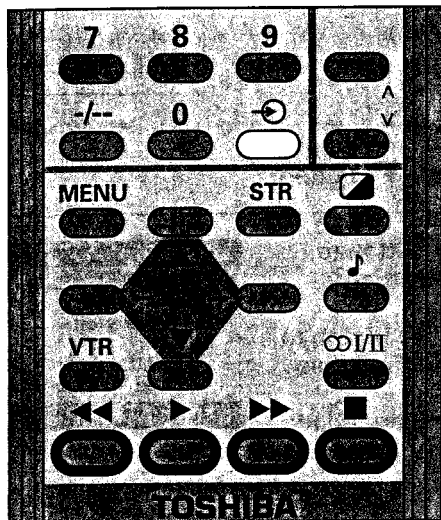 7 8 9
-/-- 0
MENU STR
VTR
I/II
TOSHIBA